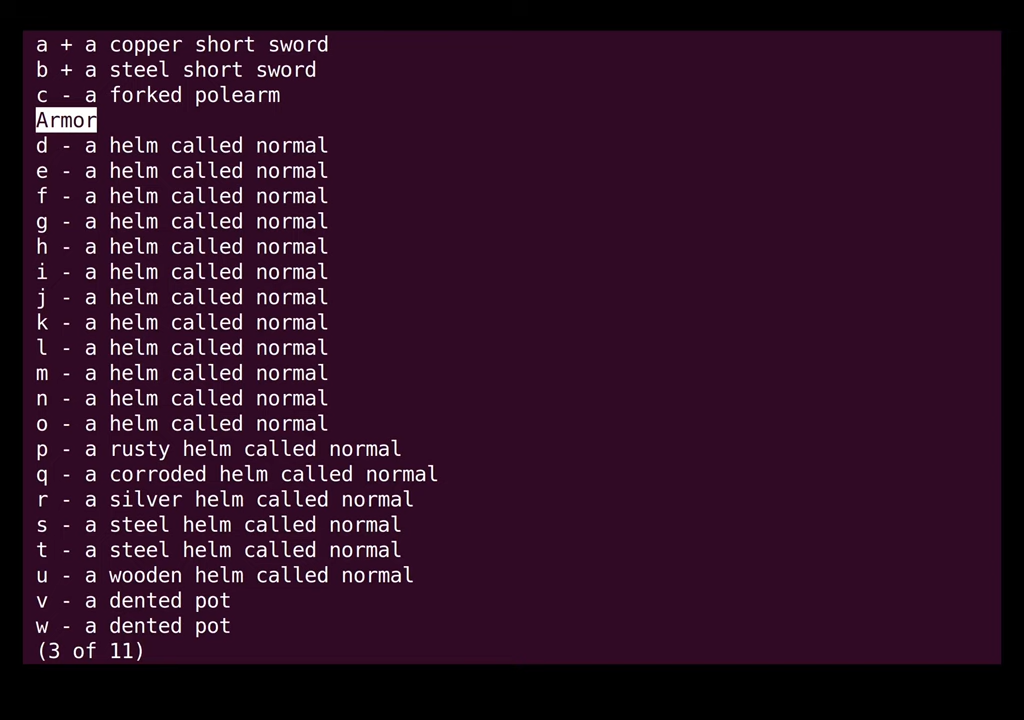 a + a copper short sword
b + a steel short sword
c - a forked polearm
Armor
d - a helm called normal
e - a helm called normal
f - a helm called normal
g - a helm called normal
h - a helm called normal
i - a helm called normal
j - a helm called normal
k - a helm called normal
l - a helm called normal
m - a helm called normal
n - a helm called normal
o - a helm called normal
p - a rusty helm called normal
q - a corroded helm called normal
r - a silver helm called normal
s - a steel helm called normal
t - a steel helm called normal
u - a wooden helm called normal
v - a dented pot
w - a dented pot
(3 of 11)